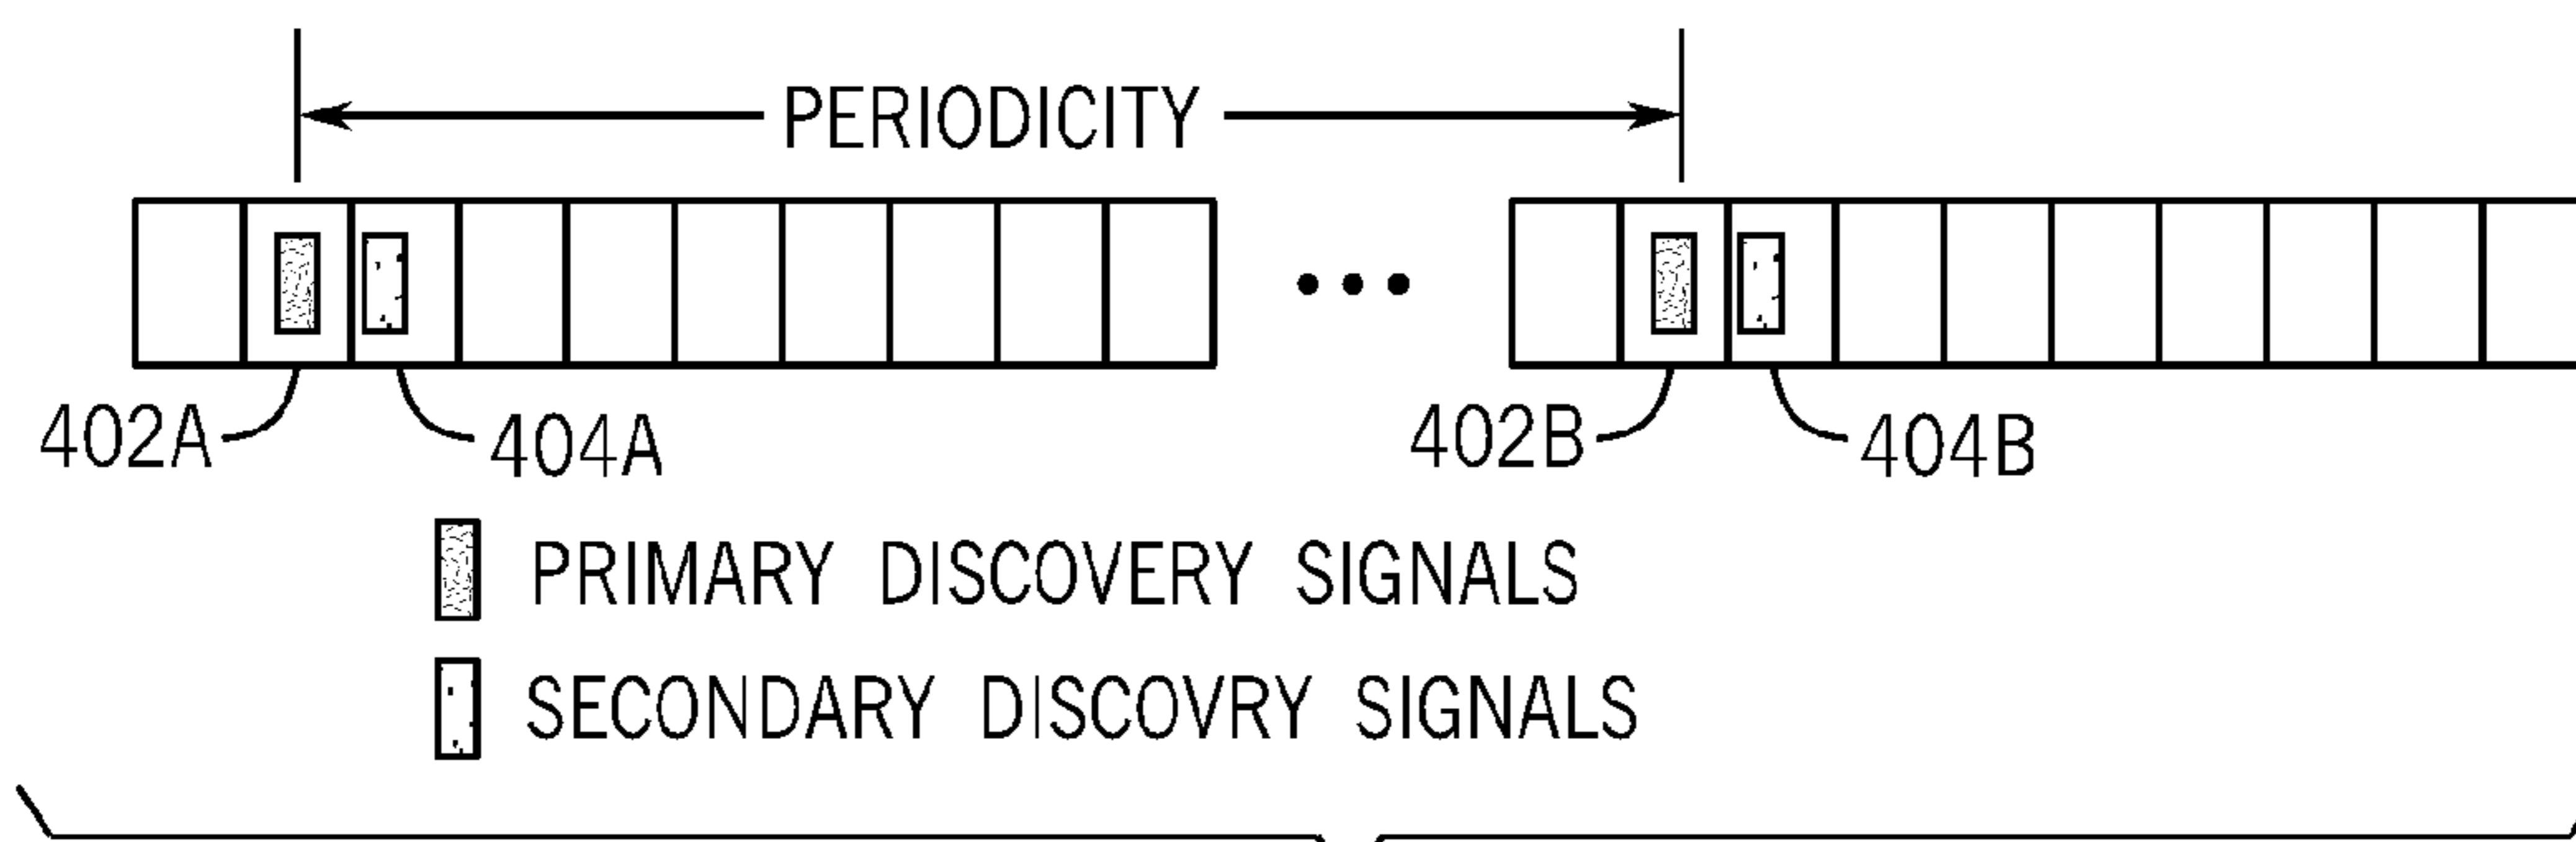 PERIODICITY
402A 404A 402B 404B
PRIMARY DISCOVERY SIGNALS
SECONDARY DISCOVRY SIGNALS